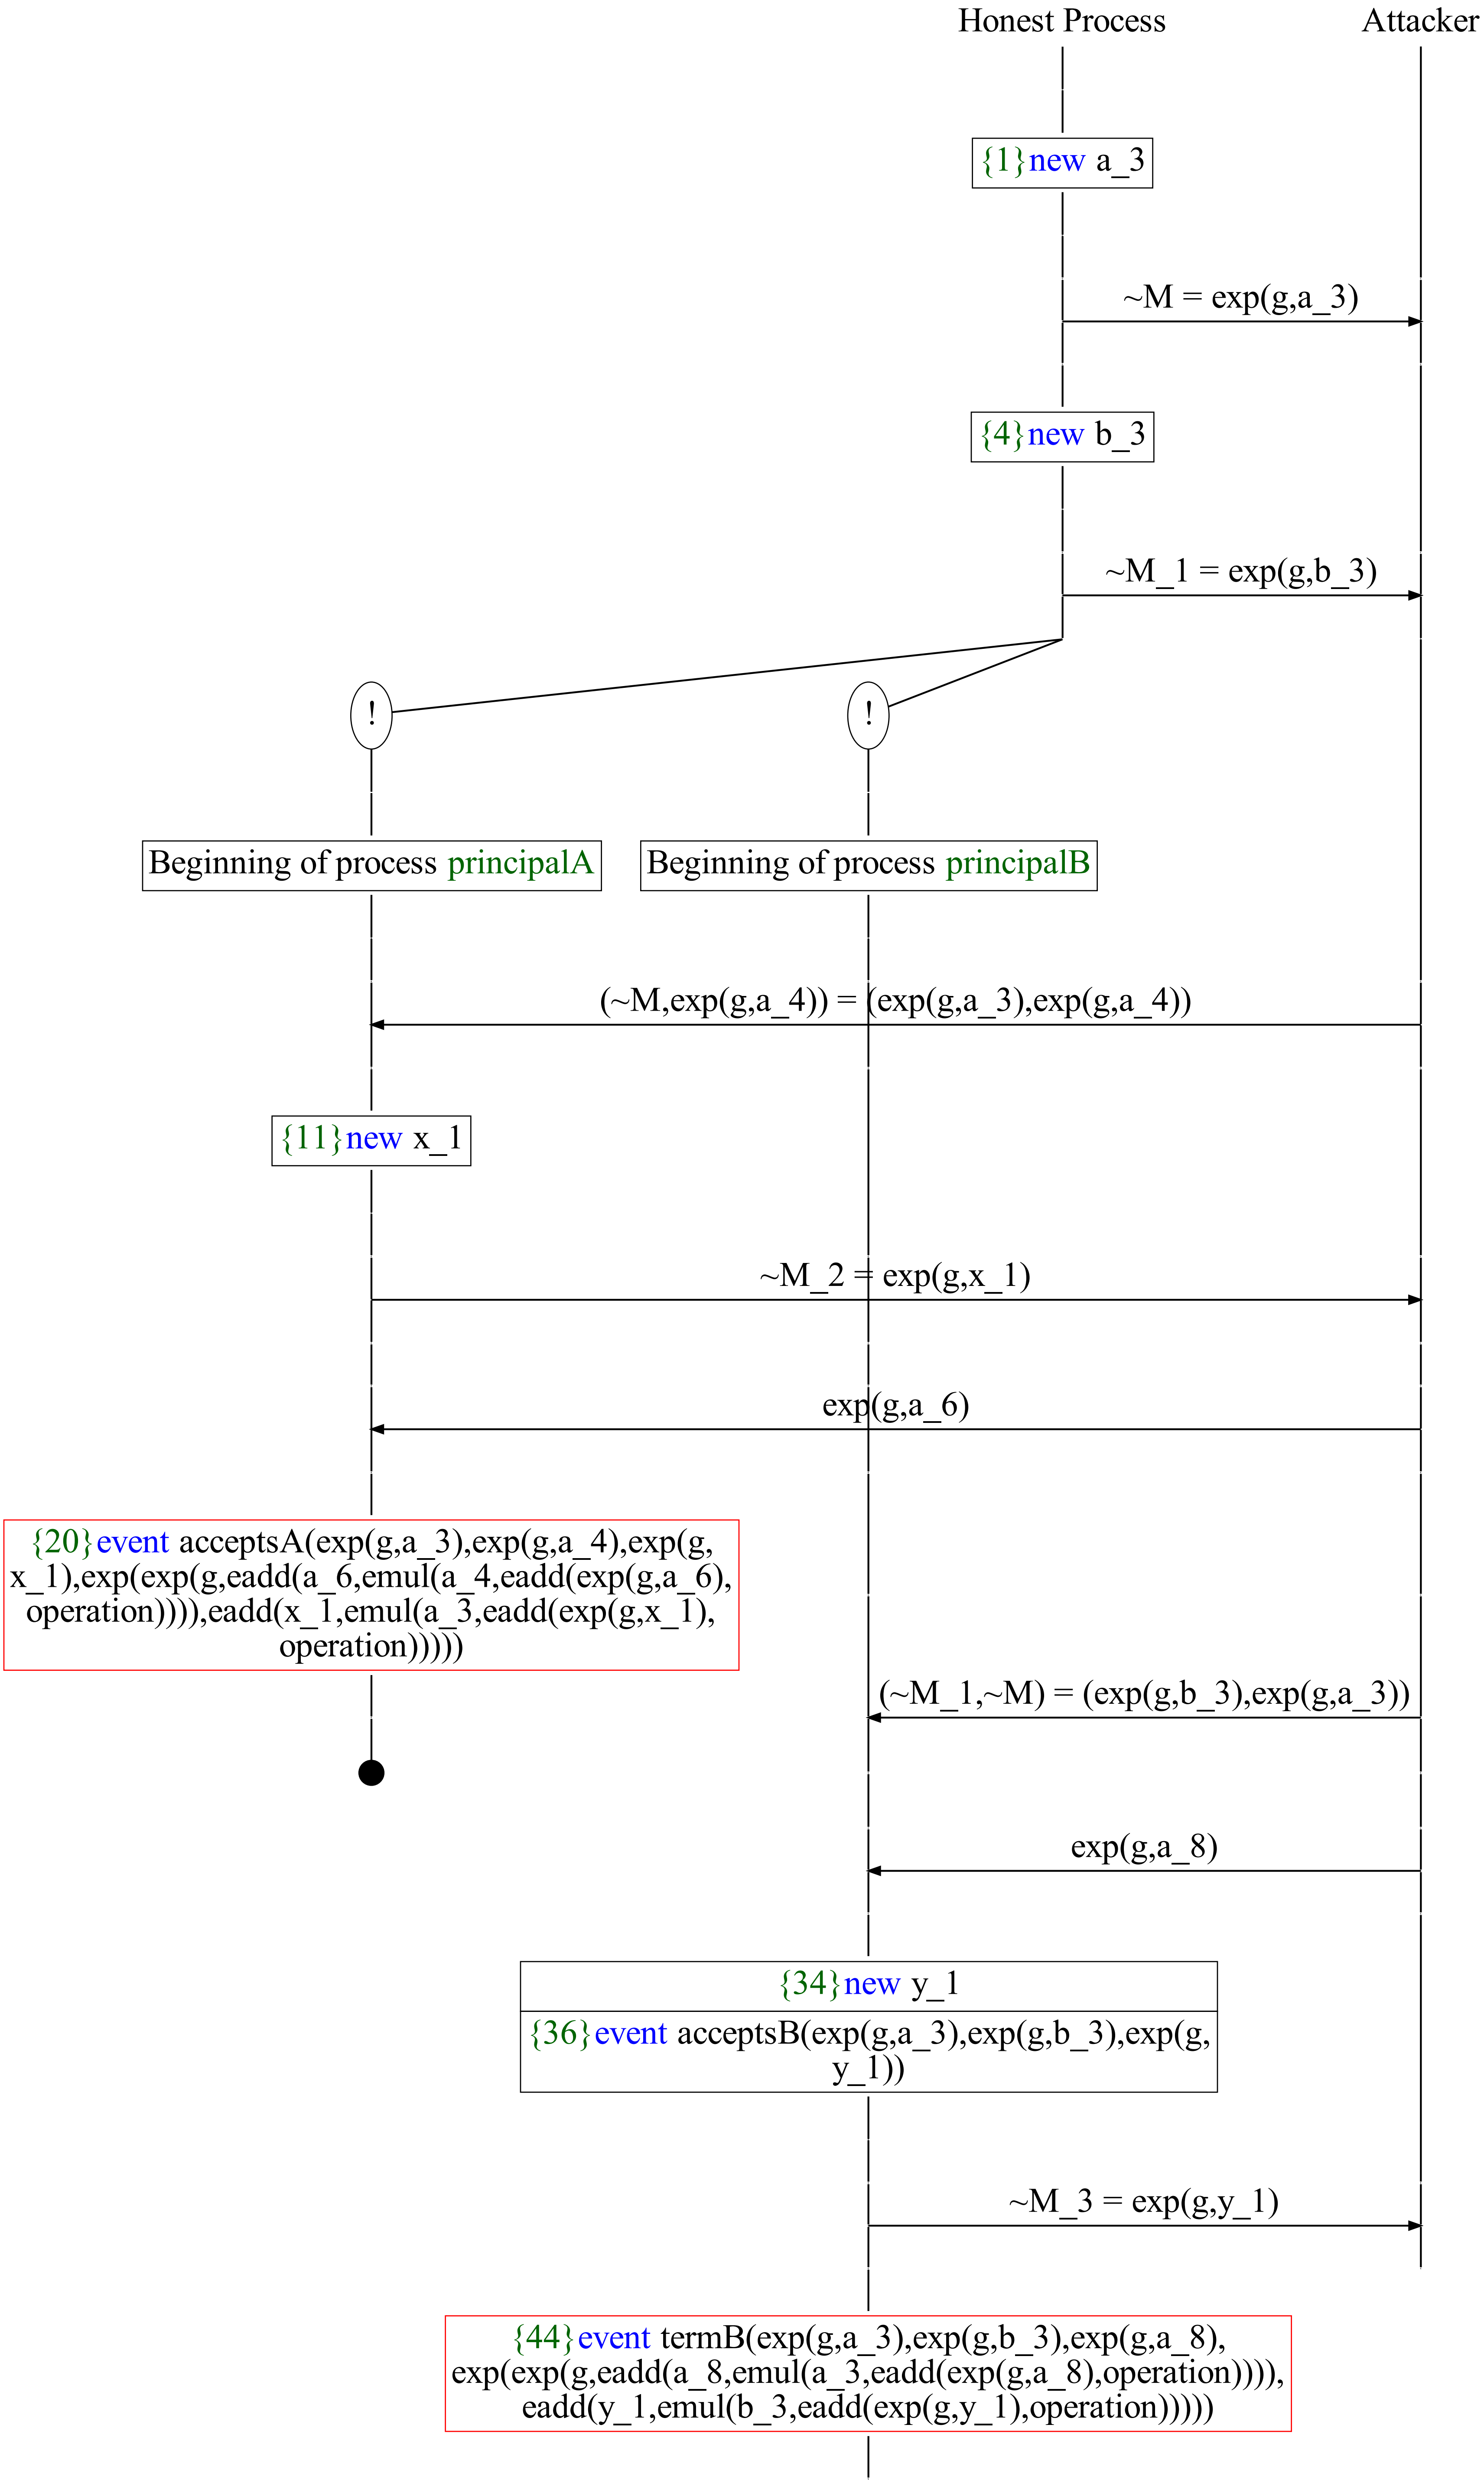 Honest Process
Attacker
{1}new a_3
~M = exp(g,a_3)
{4}new b_3
~M_1 = exp(g,b_3)
!
!
Beginning of process principalA
Beginning of process principalB
(~M,exp(g,a_4)) = (exp(g,a_3),exp(g,a_4))
{11}new x_1
~M_2 = exp(g,x_1)
exp(g,a_6)
{20}event acceptsA(exp(g,a_3),exp(g,a_4),exp(g,
x_1),exp(exp(g,eadd(a_6,emul(a_4,eadd(exp(g,a_6),
operation)))),eadd(x_1,emul(a_3,eadd(exp(g,x_1),
operation)))))
(~M_1,~M) = (exp(g,b_3),exp(g,a_3))
exp(g,a_8)
{34}new y_1
{36}event acceptsB(exp(g,a_3),exp(g,b_3),exp(g,
y_1))
~M_3 = exp(g,y_1)
{44}event termB(exp(g,a_3),exp(g,b_3),exp(g,a_8),
exp(exp(g,eadd(a_8,emul(a_3,eadd(exp(g,a_8),operation)))),
eadd(y_1,emul(b_3,eadd(exp(g,y_1),operation)))))